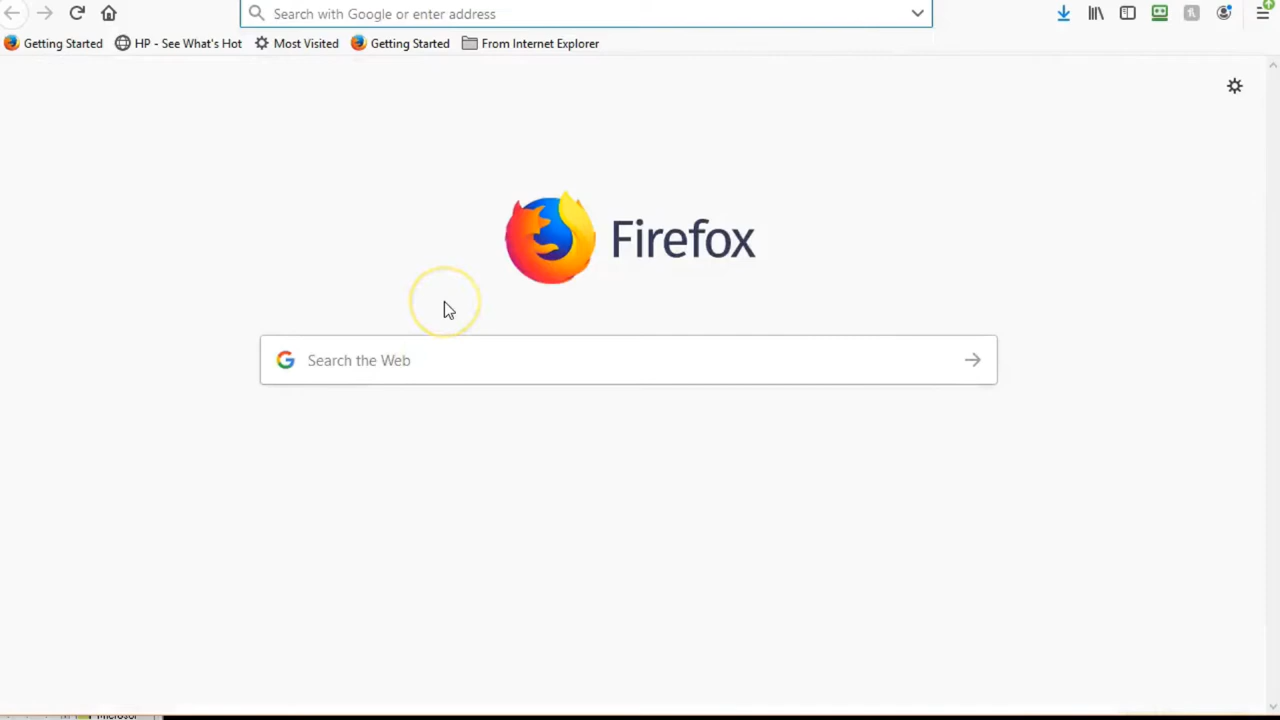 Search with Google or enter address
Getting Started HP - See What's Hot Most Visited Getting Started From Internet Explorer
Firefox
Search the Web